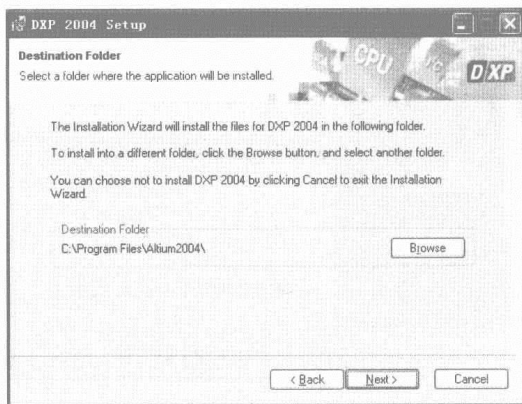 DXP 2004 Setup
Destination Folder
Select a folder where the application will be installed.
CPU
DXP
The Installation Wizard will install the files for DXP 2004 in the following folder.
To install into a different folder, click the Browse button, and select another folder.
You can choose not to install DXP 2004 by clicking Cancel to exit the Installation
Wizard.
Destination Folder
C:\Program Files\Altium2004\
Browse
< Back
Next >
Cancel